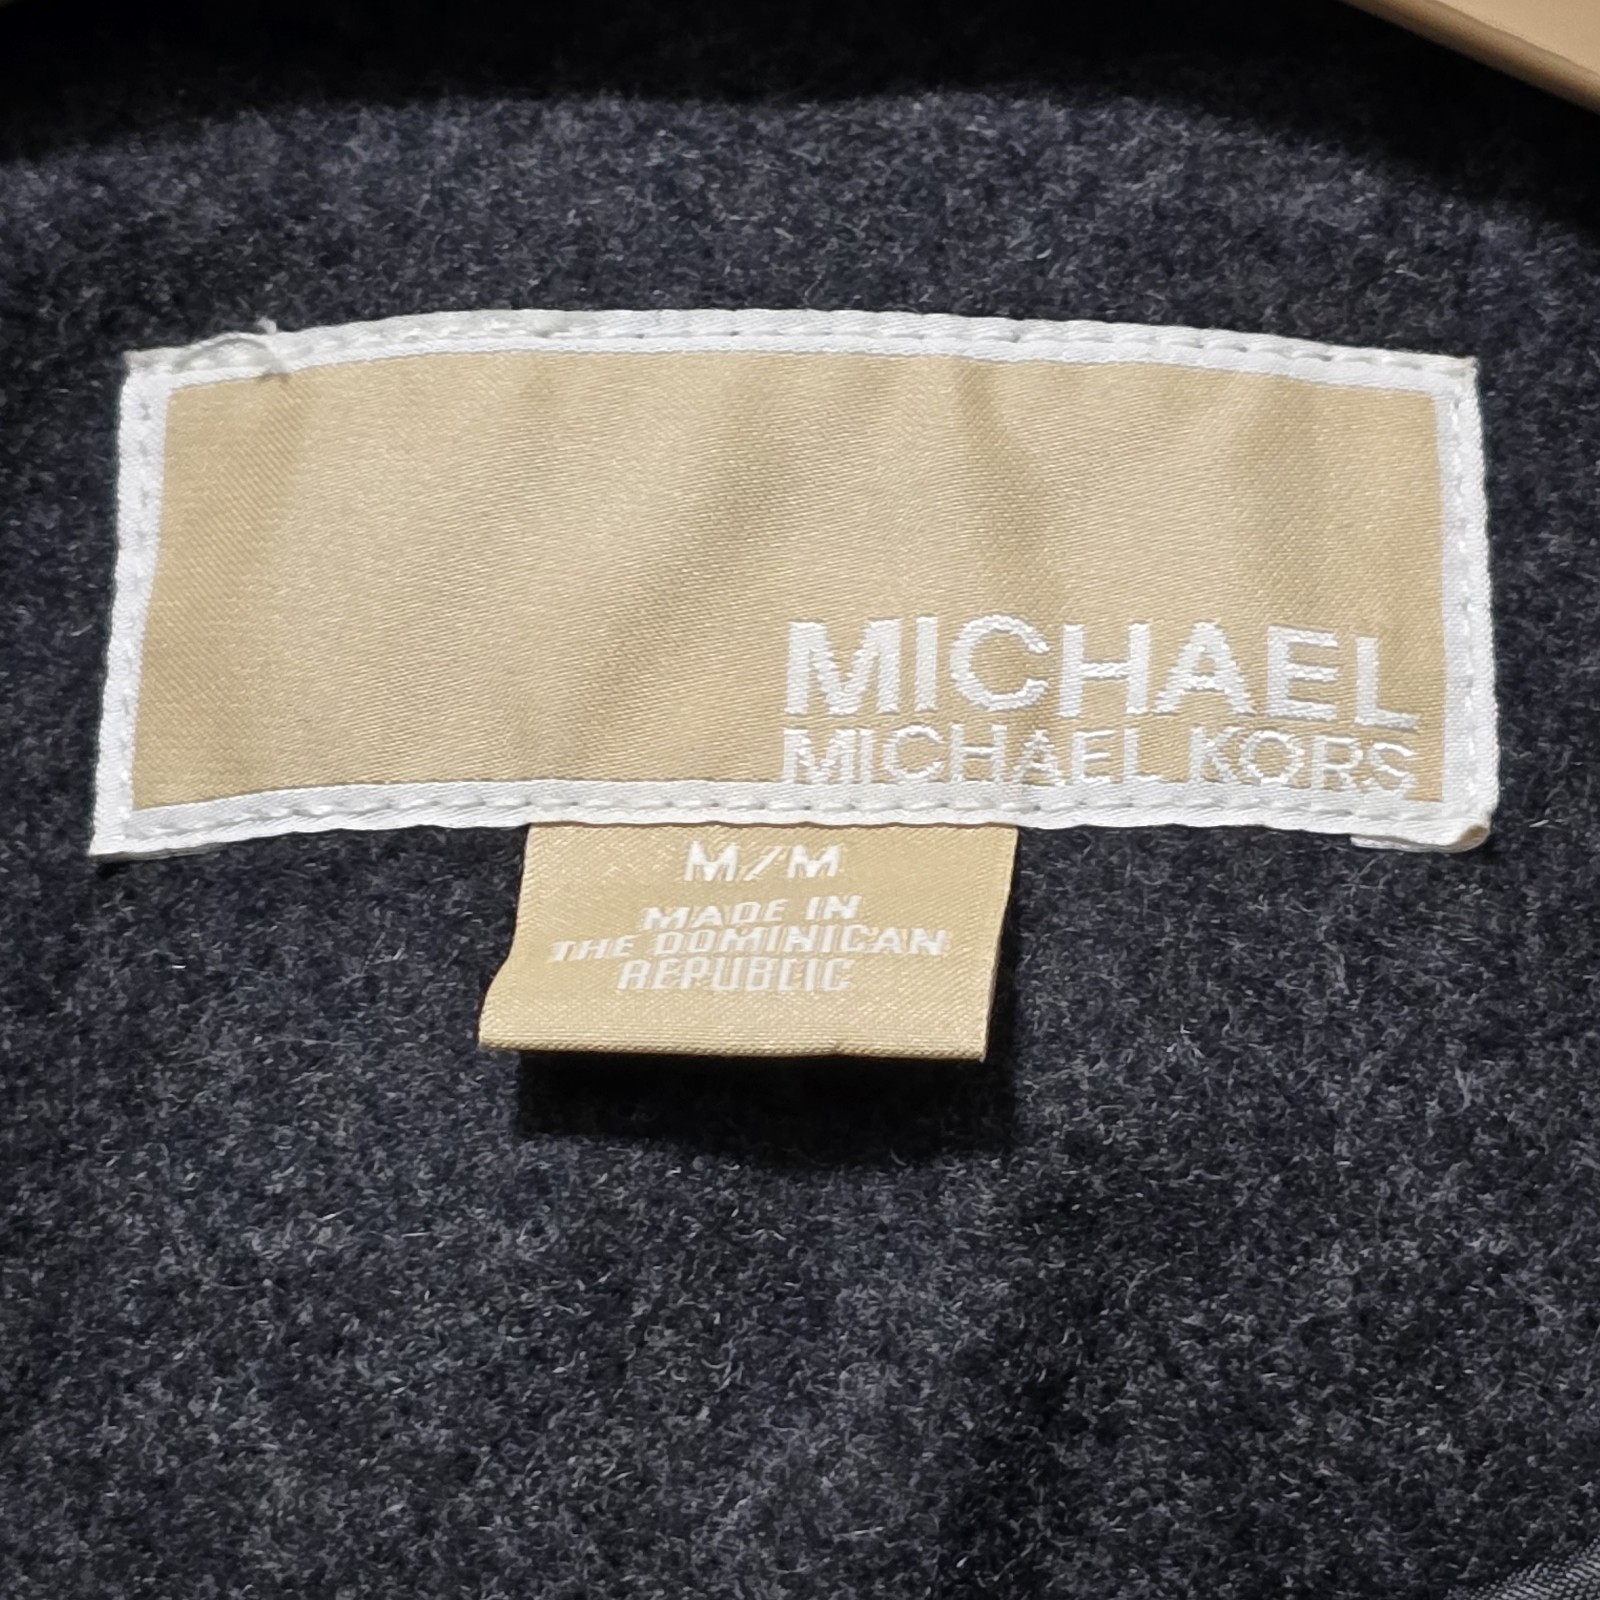 MICHAEL
MICHAEL KORS
M/M
MADE IN
THE DOMINICAN
REPUBLIC